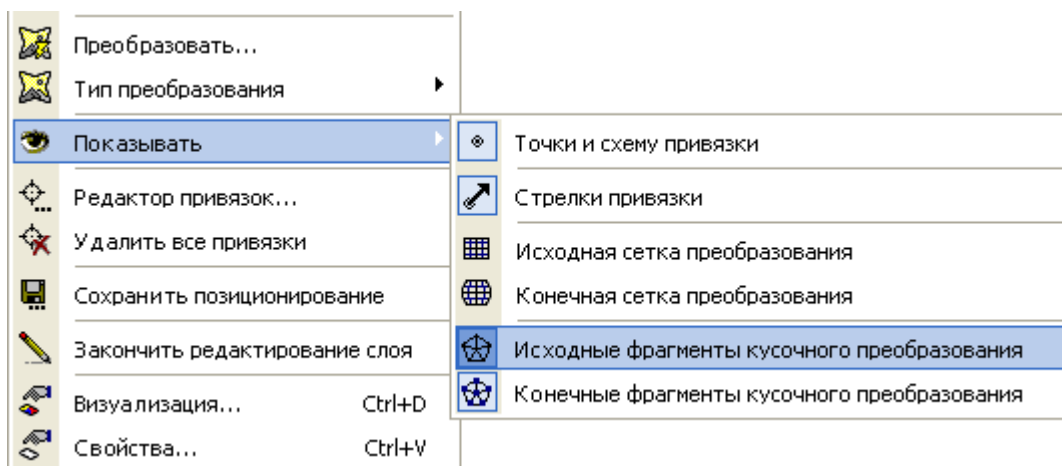 Преобразовать...
Тип преобразования
Показывать
Точки и схему привязки
Редактор привязок...
Стрелки привязки
Удалить все привязки
Исходная сетка преобразования
Сохранить позиционирование
Конечная сетка преобразования
Закончить редактирование слоя
Исходные фрагменты кусочного преобразования
Визуализация... Ctrl+D
Конечные фрагменты кусочного преобразования
Свойства... Ctrl+V